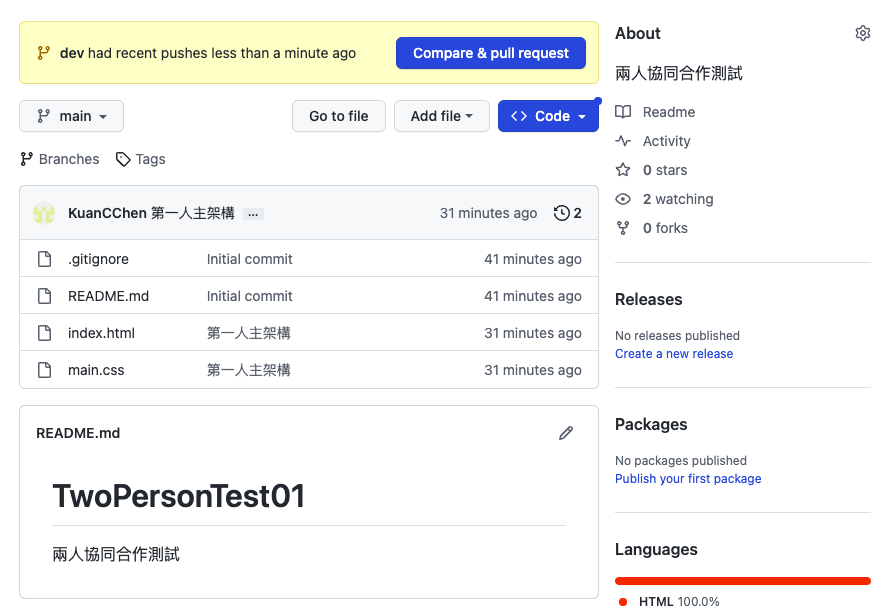 dev had recent pushes less than a minute ago
Compare & pull request
main
Go to file
Add file
Code
Branches
Tags
KuanCChen 第一人主架構 ...
31 minutes ago
2
.gitignore Initial commit 41 minutes ago
README.md Initial commit 41 minutes ago
index.html 第一人主架構 31 minutes ago
main.css 第一人主架構 31 minutes ago
README.md
TwoPersonTest01
兩人協同合作測試
About
兩人協同合作測試
Readme
Activity
0 stars
2 watching
0 forks
Releases
No releases published
Create a new release
Packages
No packages published
Publish your first package
Languages
HTML 100.0%